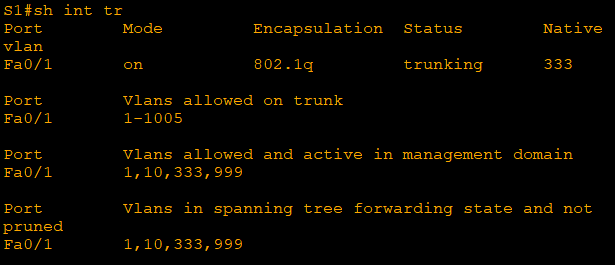 S1#sh int tr
Port        Mode         Encapsulation  Status        Native
vlan
Fa0/1       on           802.1q         trunking      333
Port        Vlans allowed on trunk
Fa0/1       1-1005
Port        Vlans allowed and active in management domain
Fa0/1       1,10,333,999
Port        Vlans in spanning tree forwarding state and not
pruned
Fa0/1       1,10,333,999